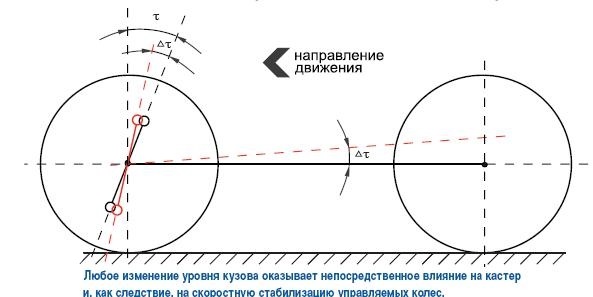 τ
Δτ
направление
движения
Δτ
Любое изменение уровня кузова оказывает непосредственное влияние на кастер
и, как следствие, на скоростную стабилизацию управляемых колес.